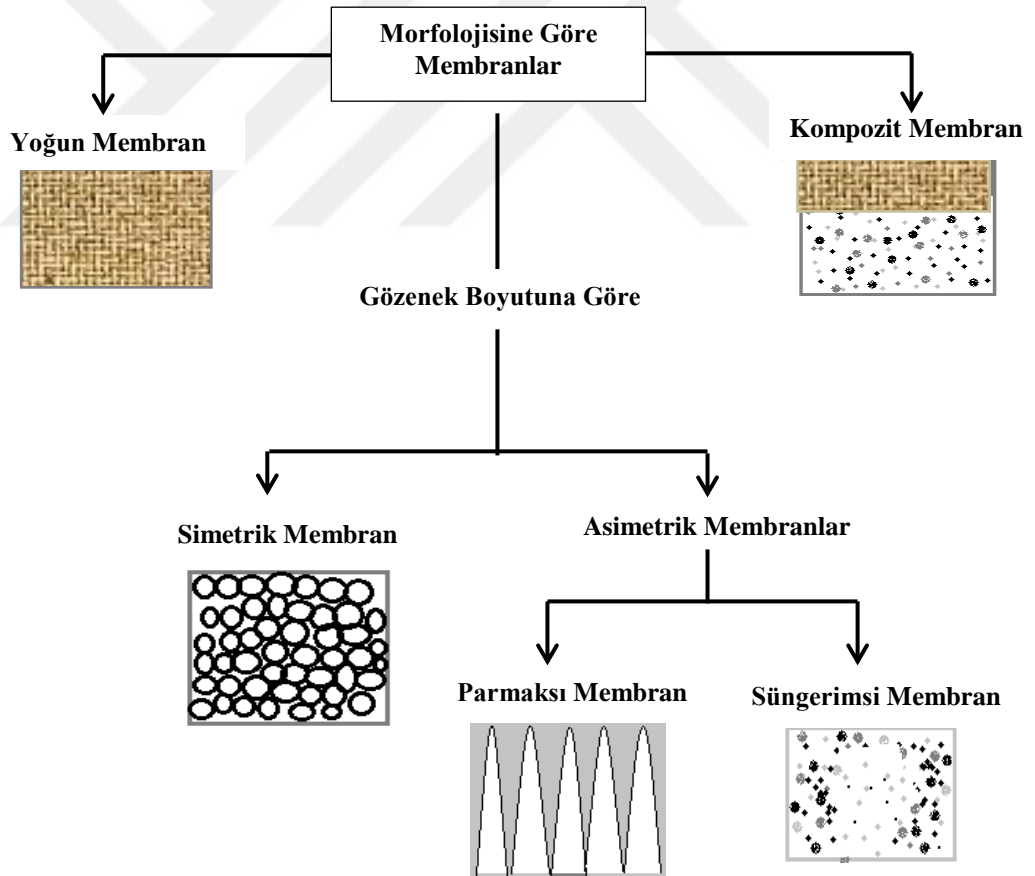 Morfolojisine Göre
Membranlar
Yoğun Membran
Kompozit Membran
Gözenek Boyutuna Göre
Simetrik Membran
Asimetrik Membranlar
Parmaksı Membran
Süngerimsi Membran